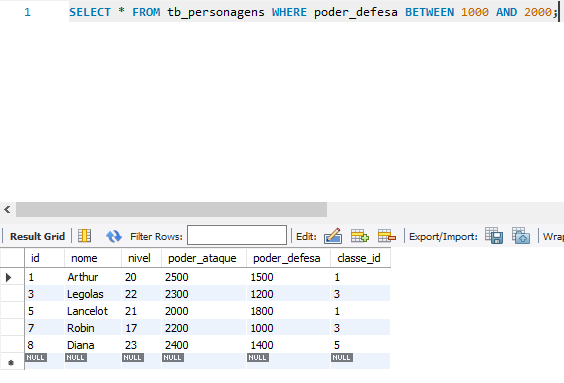 1 SELECT * FROM tb_personagens WHERE poder_defesa BETWEEN 1000 AND 2000;
Result Grid Filter Rows: Edit: Export/Import: Wrap
id nome nivel poder_ataque poder_defesa classe_id
1 Arthur 20 2500 1500 1
3 Legolas 22 2300 1200 3
5 Lancelot 21 2000 1800 1
7 Robin 17 2200 1000 3
8 Diana 23 2400 1400 5
NULL NULL NULL NULL NULL NULL